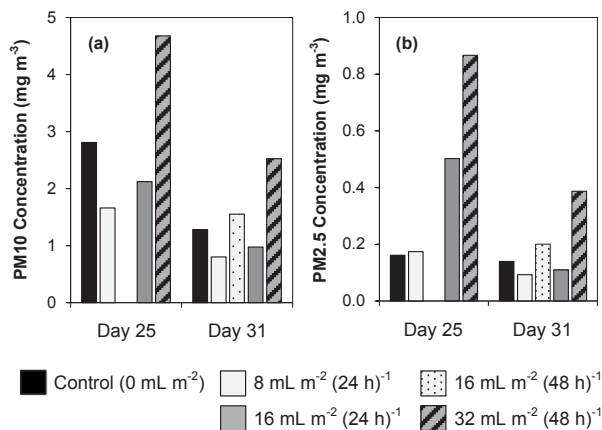 (a)
PM10 Concentration (mg m-3)
5
4
3
2
1
0
Day 25 Day 31
(b)
PM2.5 Concentration (mg m-3)
1.0
0.8
0.6
0.4
0.2
0.0
Day 25 Day 31
Control (0 mL m-2) 8 mL m-2 (24 h)-1 16 mL m-2 (48 h)-1
16 mL m-2 (24 h)-1 32 mL m-2 (48 h)-1